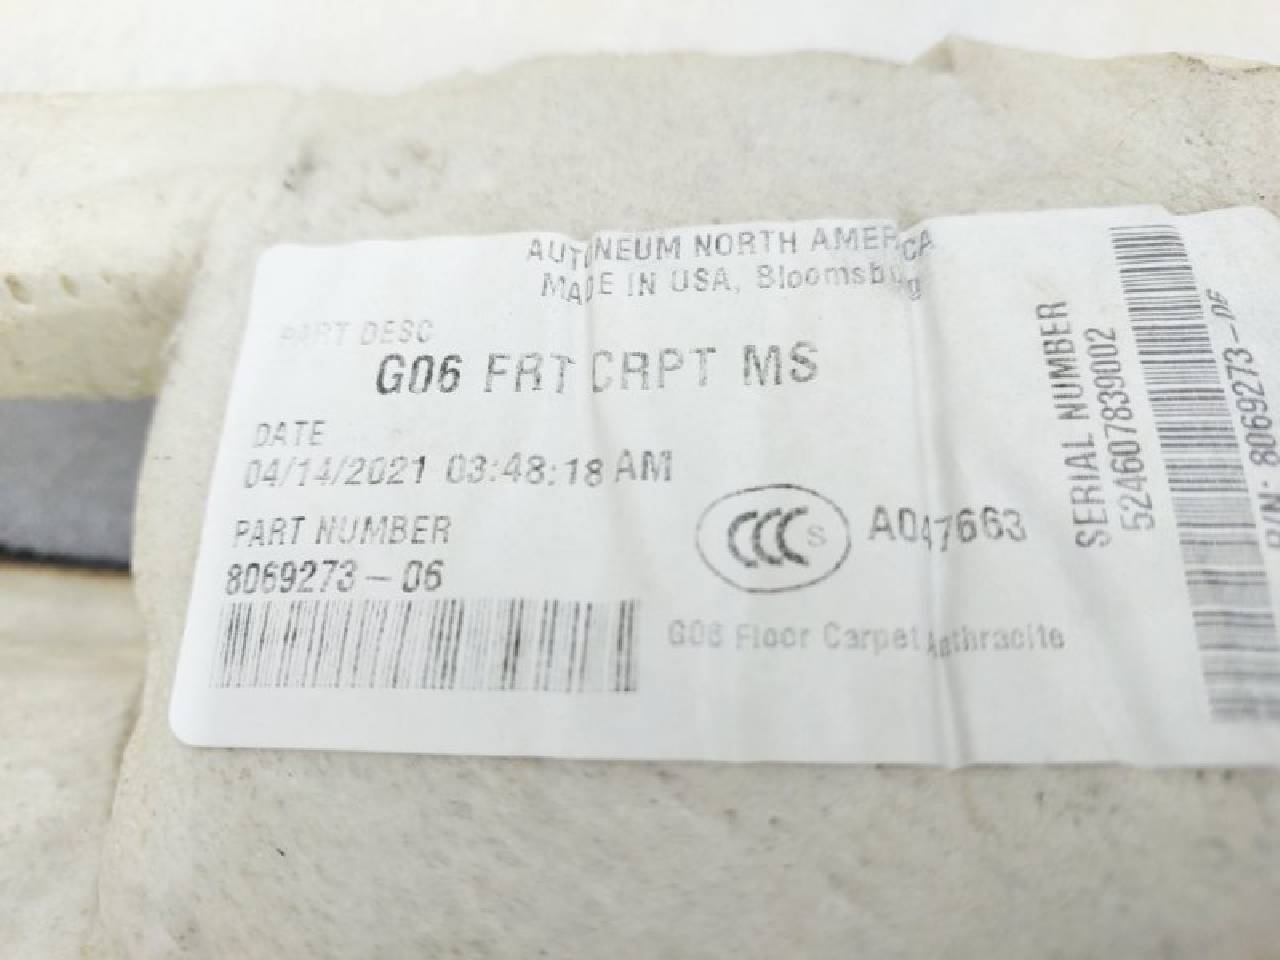 AUTONEUM NORTH AMERICA
MADE IN USA, Bloomsburg
PART DESC
G06 FRT CRPT MS
DATE
04/14/2021 03:48:18 AM
PART NUMBER
8069273-06
CCC S
A047663
G06 Floor Carpet Anthracite
SERIAL NUMBER
524607839002
P/N: 8069273-06